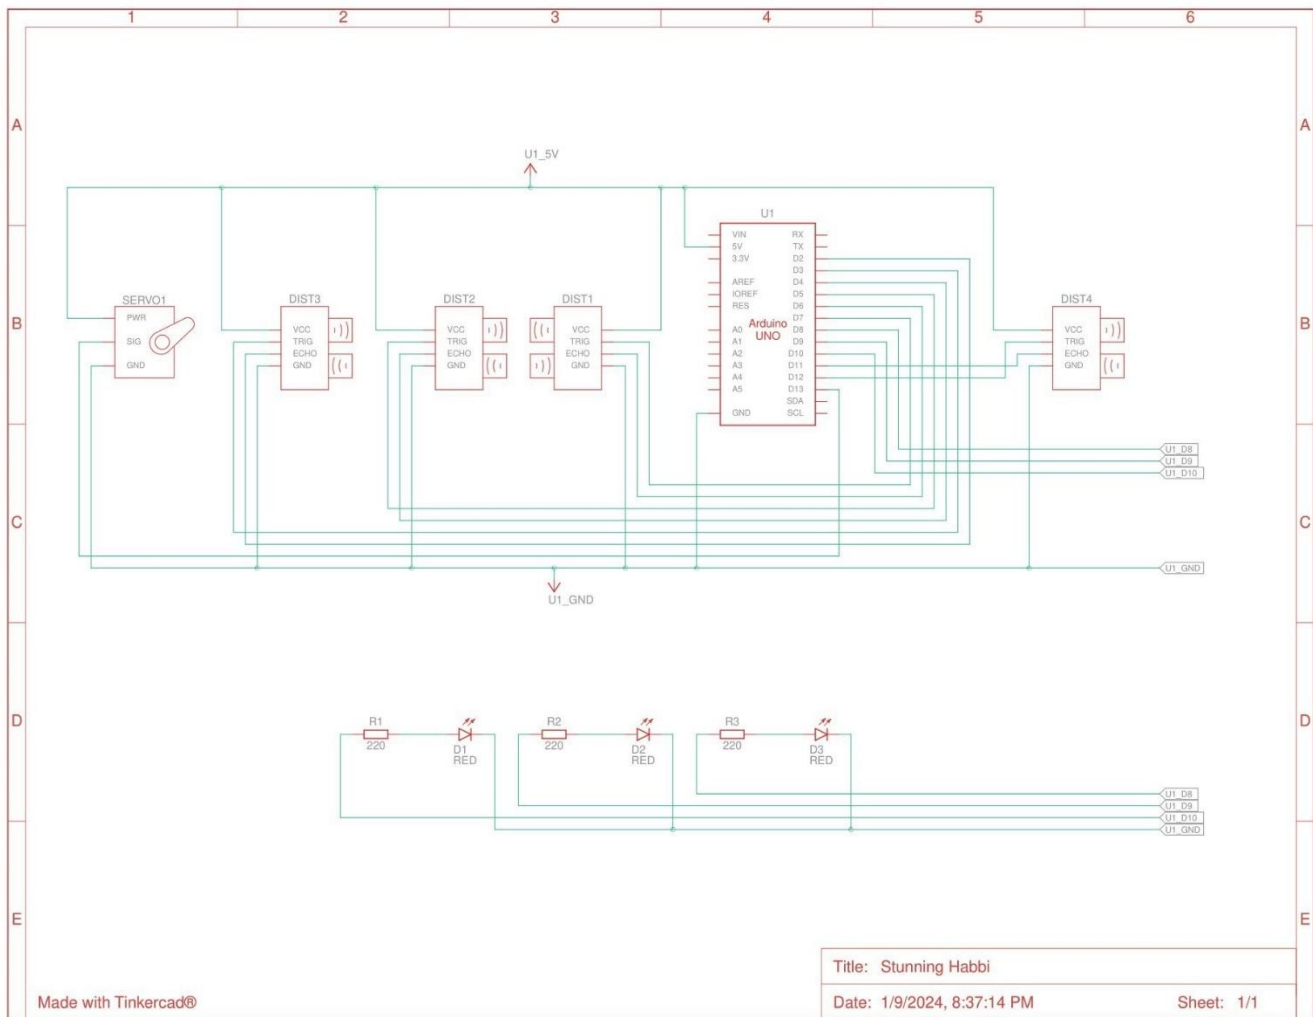 1 2 3 4 5 6
A A
U1_5V
U1
VIN RX
5V TX
3.3V D2
D3
AREF D4
IOREF D5
RES D6
D7
A0 D8
A1 D9
A2 D10
A3 D11
A4 D12
A5 D13
SDA
GND SCL
Arduino
UNO
B B
SERVO1
PWR
SIG
GND
DIST3
VCC
TRIG
ECHO
GND
DIST2
VCC
TRIG
ECHO
GND
DIST1
VCC
TRIG
ECHO
GND
DIST4
VCC
TRIG
ECHO
GND
U1_D8
U1_D9
U1_D10
C C
U1_GND
U1_GND
D D
R1
220
D1
RED
R2
220
D2
RED
R3
220
D3
RED
U1_D8
U1_D9
U1_D10
U1_GND
E E
Title: Stunning Habbi
Made with Tinkercad®
Date: 1/9/2024, 8:37:14 PM Sheet: 1/1